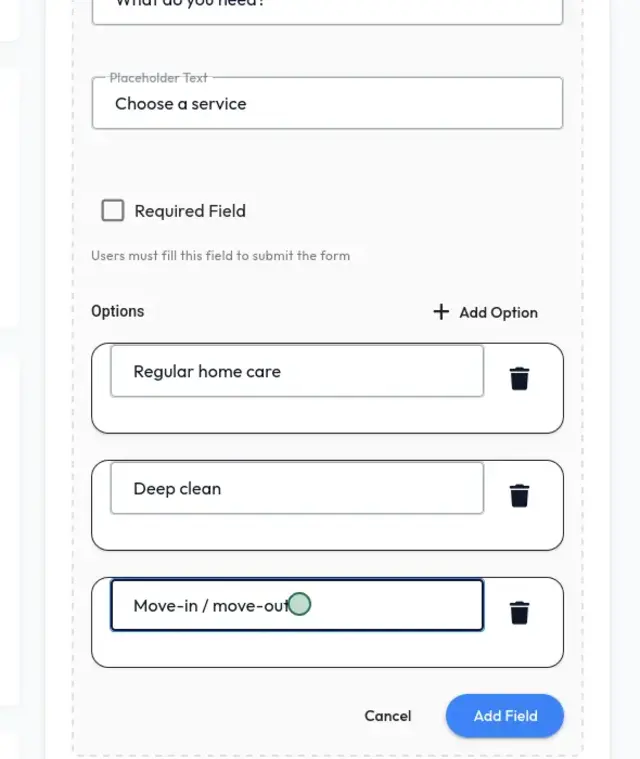 What do you need?
Placeholder Text
Choose a service
Required Field
Users must fill this field to submit the form
Options
+ Add Option
Regular home care
Deep clean
Move-in / move-out
Cancel
Add Field